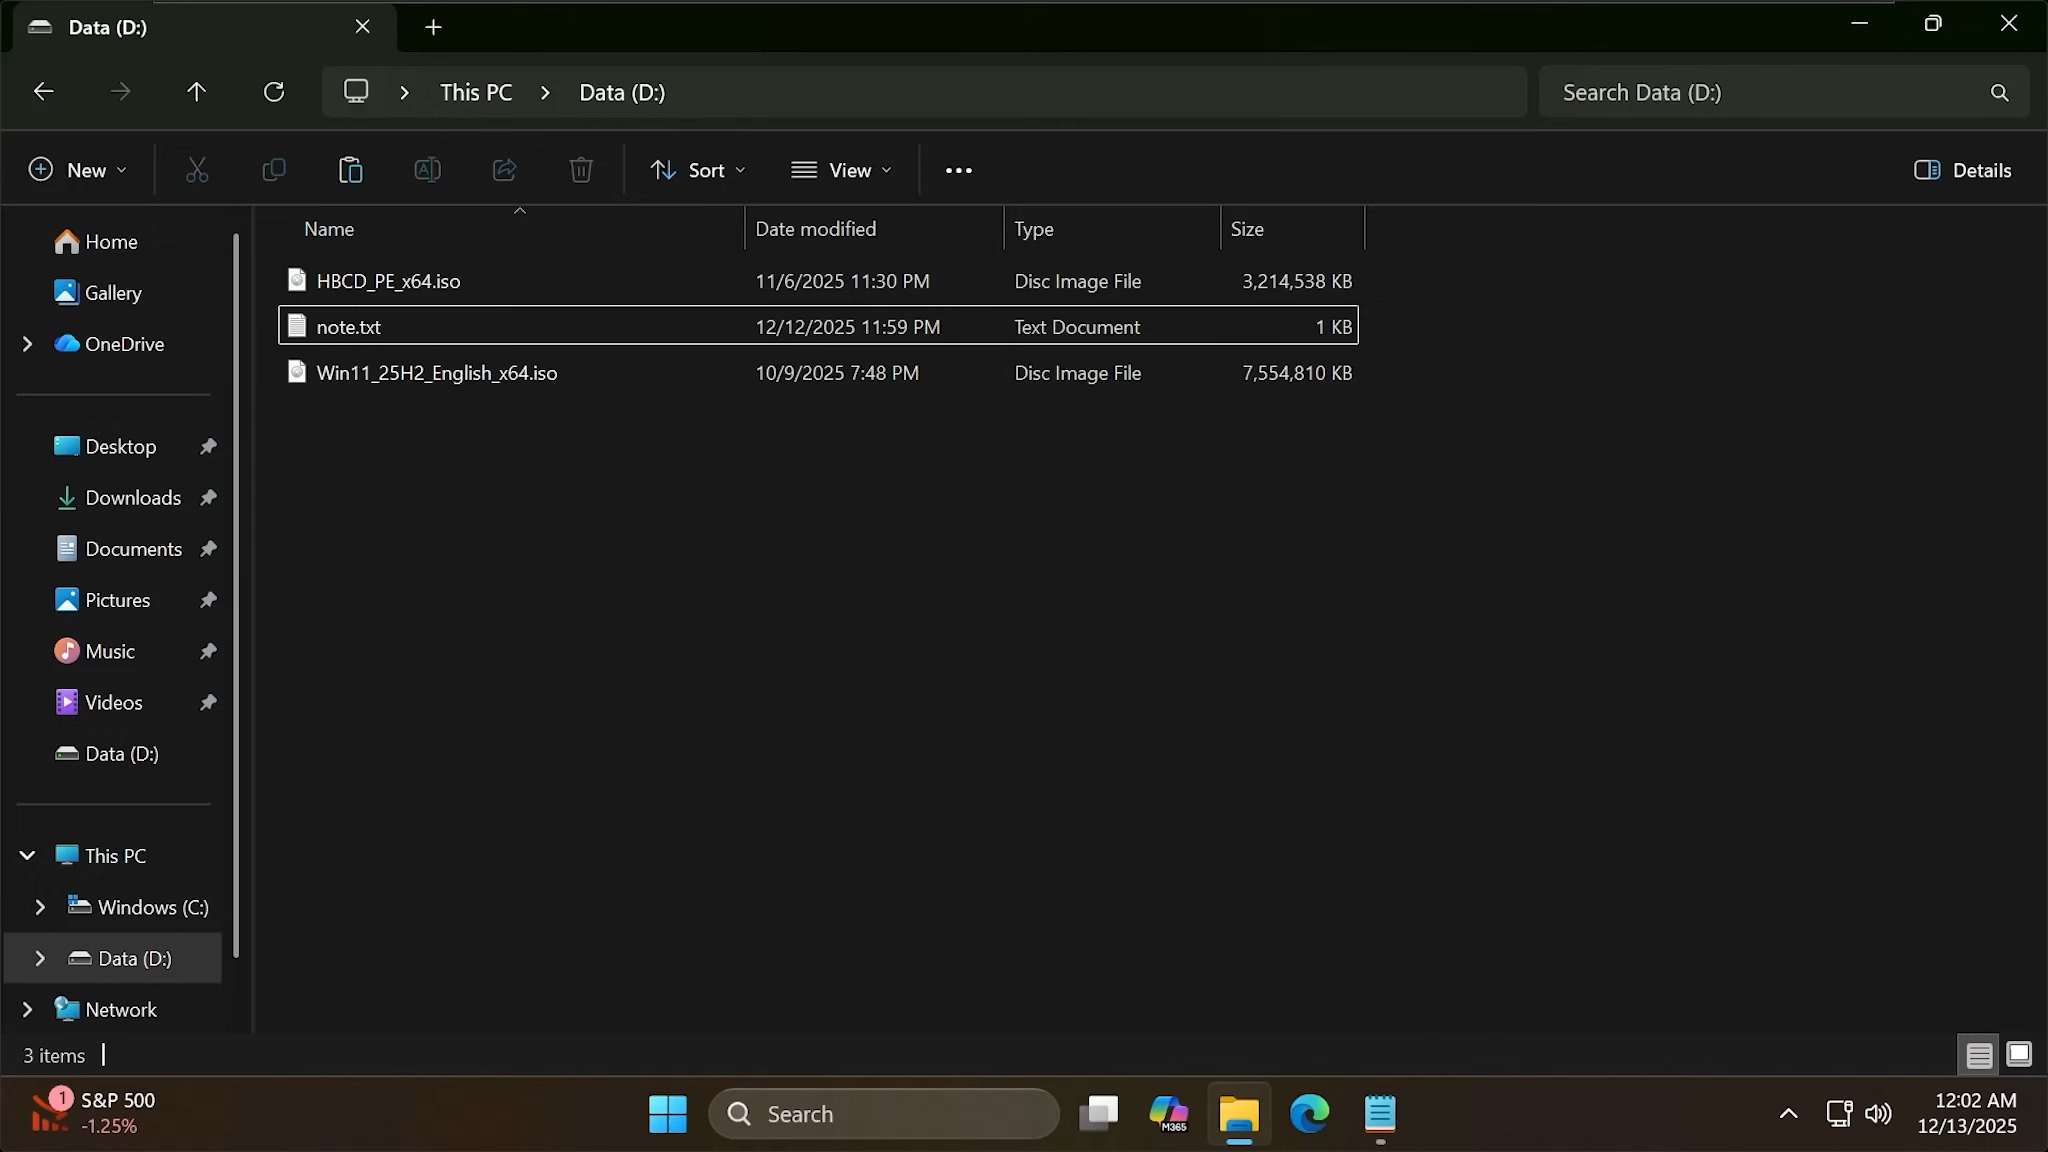 Data (D:)
This PC
Data (D:)
Search Data (D:)
New
Sort
View
Details
Name
Date modified
Type
Size
HBCD_PE_x64.iso
11/6/2025 11:30 PM
Disc Image File
3,214,538 KB
note.txt
12/12/2025 11:59 PM
Text Document
1 KB
Win11_25H2_English_x64.iso
10/9/2025 7:48 PM
Disc Image File
7,554,810 KB
Home
Gallery
OneDrive
Desktop
Downloads
Documents
Pictures
Music
Videos
Data (D:)
This PC
Windows (C:)
Data (D:)
Network
3 items
1
S&P 500
-1.25%
Search
M365
12:02 AM
12/13/2025